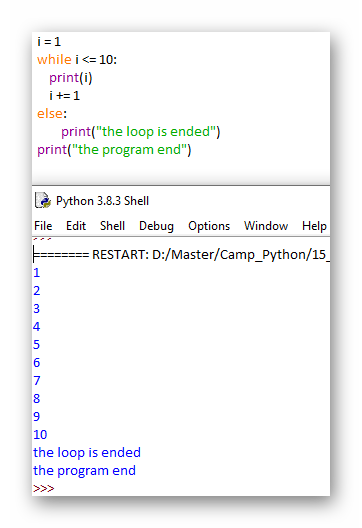 i = 1
while i <= 10:
    print(i)
    i += 1
else:
        print("the loop is ended")
print("the program end")
Python 3.8.3 Shell
File Edit Shell Debug Options Window Help
>>>
======== RESTART: D:/Master/Camp_Python/15_
1
2
3
4
5
6
7
8
9
10
the loop is ended
the program end
>>>